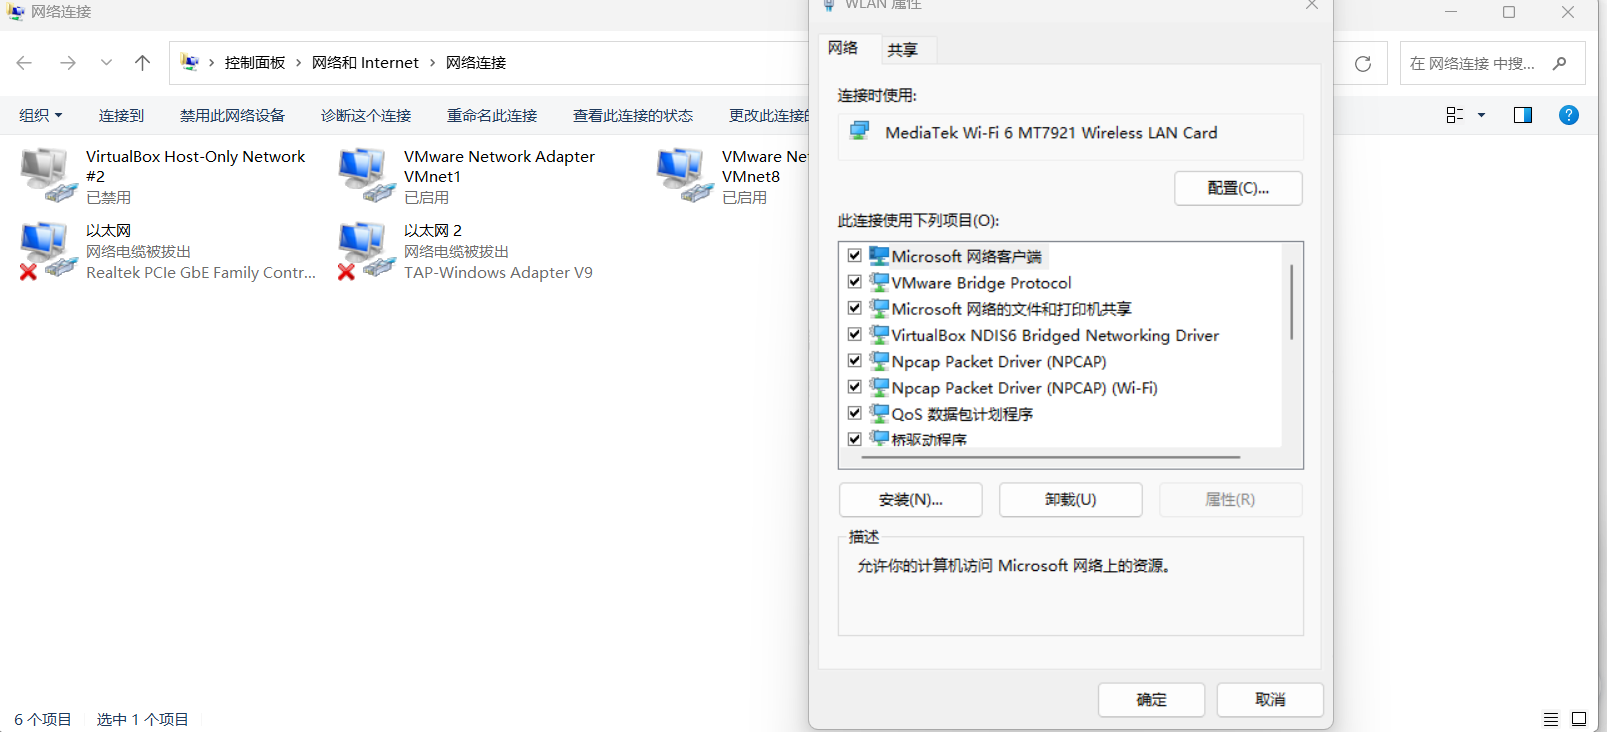 网络连接
控制面板 网络和 Internet 网络连接
在 网络连接 中搜...
组织 连接到 禁用此网络设备 诊断这个连接 重命名此连接 查看此连接的状态 更改此连接的
VirtualBox Host-Only Network
#2
已禁用
VMware Network Adapter
VMnet1
已启用
VMware Ne
VMnet8
已启用
以太网
网络电缆被拔出
Realtek PCIe GbE Family Contr...
以太网 2
网络电缆被拔出
TAP-Windows Adapter V9
6 个项目 选中 1 个项目
WLAN 属性
网络 共享
连接时使用:
MediaTek Wi-Fi 6 MT7921 Wireless LAN Card
配置(C)...
此连接使用下列项目(O):
Microsoft 网络客户端
VMware Bridge Protocol
Microsoft 网络的文件和打印机共享
VirtualBox NDIS6 Bridged Networking Driver
Npcap Packet Driver (NPCAP)
Npcap Packet Driver (NPCAP) (Wi-Fi)
QoS 数据包计划程序
桥驱动程序
安装(N)... 卸载(U) 属性(R)
描述
允许你的计算机访问 Microsoft 网络上的资源。
确定 取消